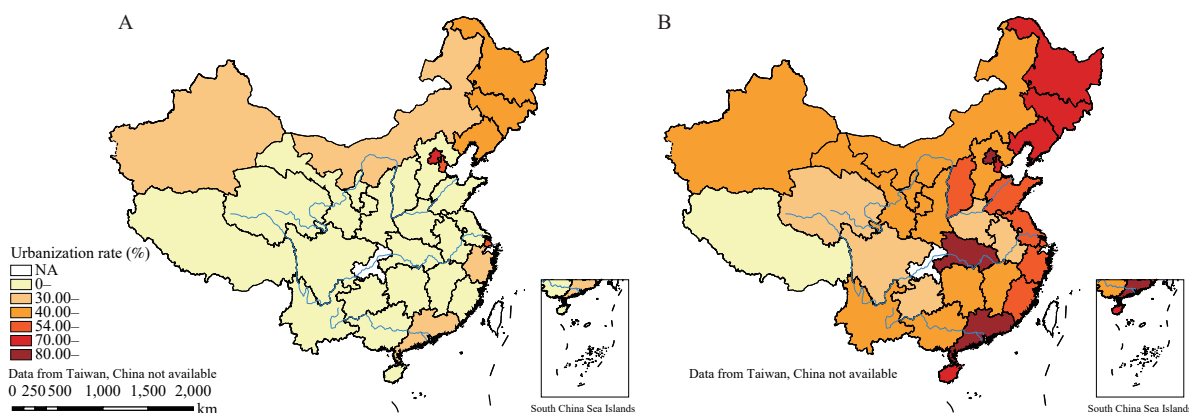 A
B
Urbanization rate (%)
NA
0–
30.00–
40.00–
54.00–
70.00–
80.00–
Data from Taiwan, China not available
0 250 500 1,000 1,500 2,000
km
South China Sea Islands
Data from Taiwan, China not available
South China Sea Islands